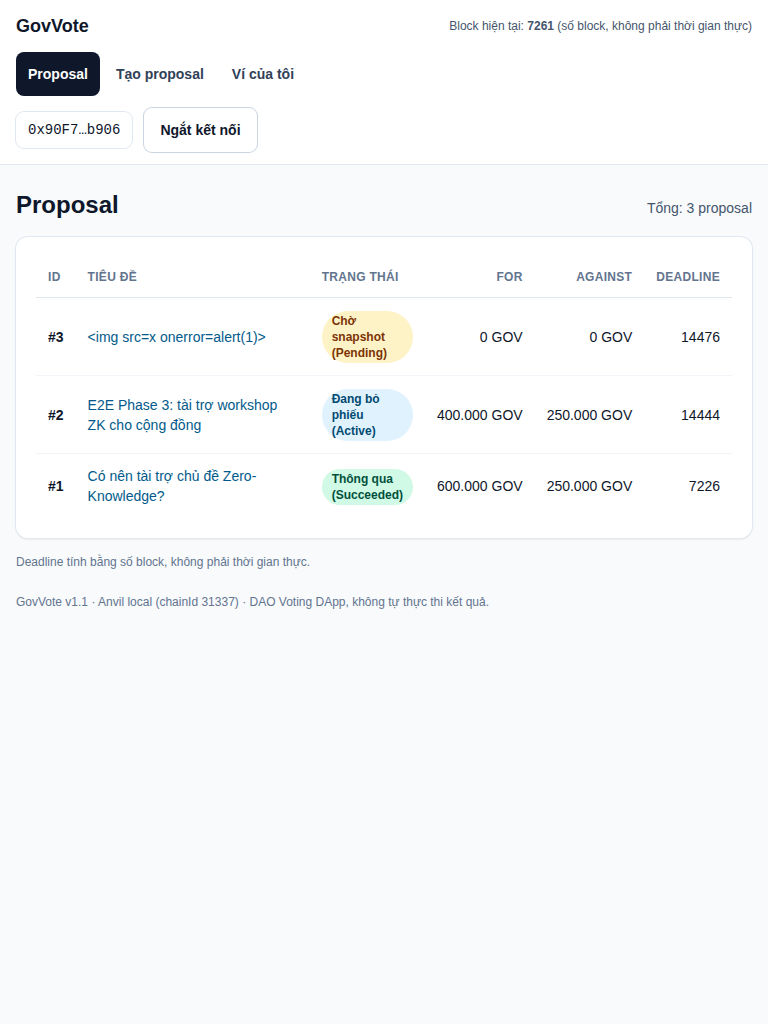 GovVote
Block hiện tại: 7261 (số block, không phải thời gian thực)
Proposal
Tạo proposal
Ví của tôi
0x90F7…b906
Ngắt kết nối
Proposal
Tổng: 3 proposal
ID TIÊU ĐỀ TRẠNG THÁI FOR AGAINST DEADLINE
#3 <img src=x onerror=alert(1)>
Chờ
snapshot
(Pending)
0 GOV 0 GOV 14476
#2
E2E Phase 3: tài trợ workshop
ZK cho cộng đồng
Đang bỏ
phiếu
(Active)
400.000 GOV 250.000 GOV 14444
#1
Có nên tài trợ chủ đề Zero-
Knowledge?
Thông qua
(Succeeded)
600.000 GOV 250.000 GOV 7226
Deadline tính bằng số block, không phải thời gian thực.
GovVote v1.1 · Anvil local (chainId 31337) · DAO Voting DApp, không tự thực thi kết quả.